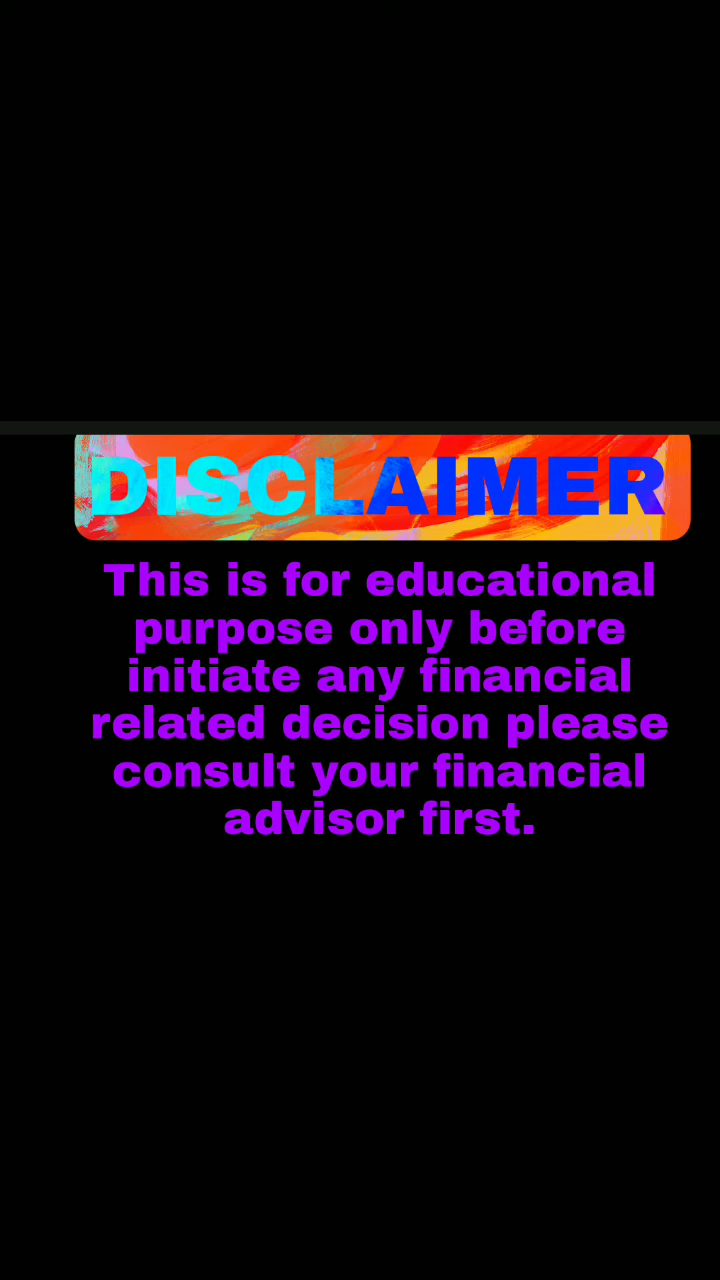 DISCLAIMER
This is for educational
purpose only before
initiate any financial
related decision please
consult your financial
advisor first.